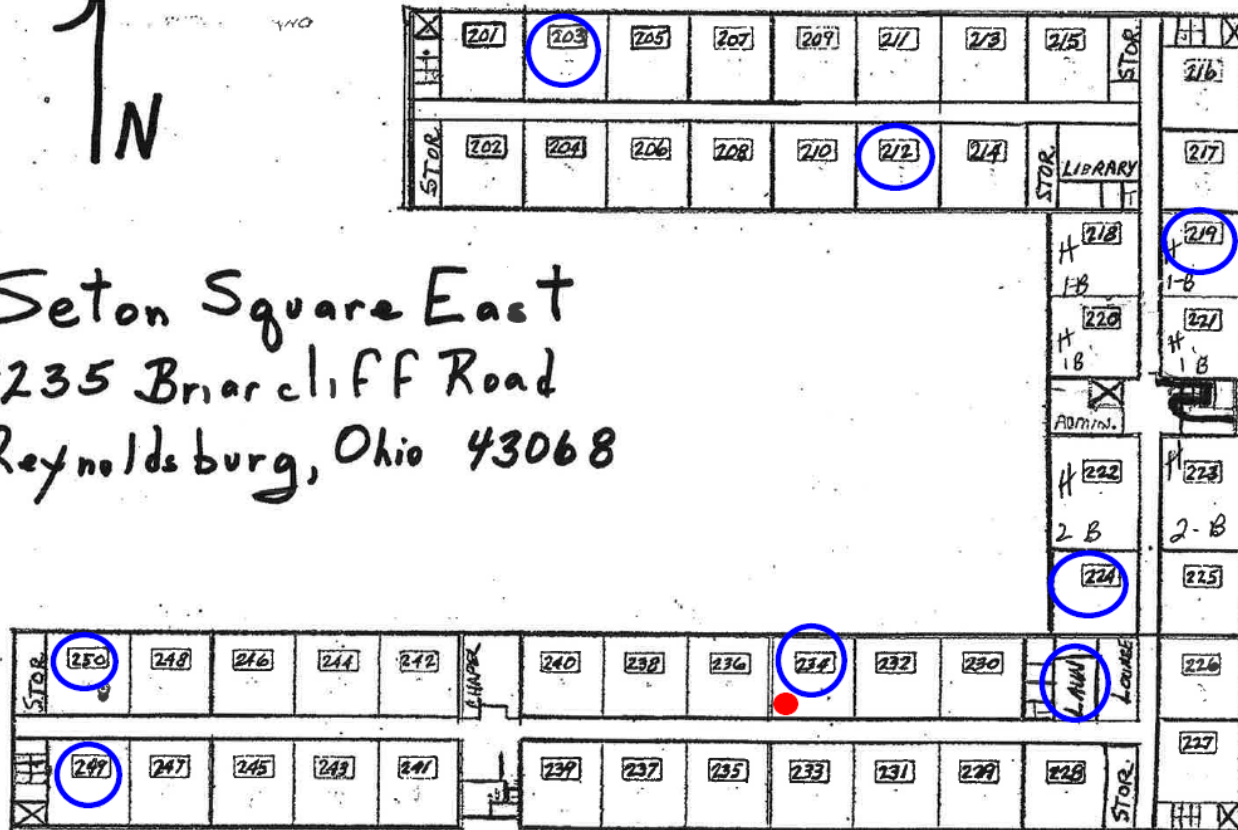 N
201 203 205 207 209 211 213 215 STOR
216
STOR 202 204 206 208 210 212 214 STOR LIBRARY
217
H 218 1-B
H 219 1-B
H 220 1B
H 221 1B
ADMIN.
H 222 2 B
H 223 2-B
224
225
Seton Square East
235 Briarcliff Road
Reynoldsburg, Ohio 43068
STOR 250 248 246 244 242 CHAPEL 240 238 236 234 232 230 LAUN LOUNGE
226
227
249 247 245 243 241 239 237 235 233 231 229 228 STOR.